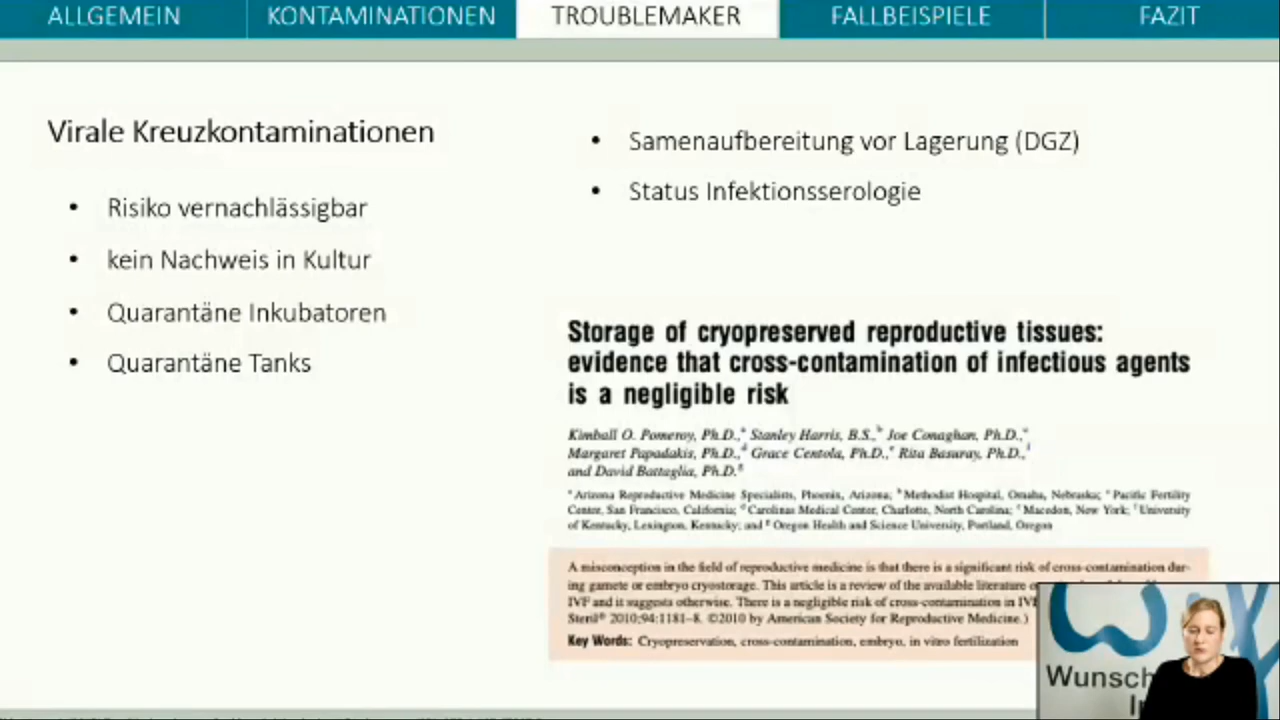 ALLGEMEIN KONTAMINATIONEN TROUBLEMAKER FALLBEISPIELE FAZIT
Virale Kreuzkontaminationen
• Risiko vernachlässigbar
• kein Nachweis in Kultur
• Quarantäne Inkubatoren
• Quarantäne Tanks
• Samenaufbereitung vor Lagerung (DGZ)
• Status Infektionsserologie
Storage of cryopreserved reproductive tissues:
evidence that cross-contamination of infectious agents
is a negligible risk
Kimball O. Pomeroy, Ph.D.,ª Stanley Harris, B.S.,ᵇ Joe Conaghan, Ph.D.,ᶜ
Margaret Papadakis, Ph.D.,ᵈ Grace Centola, Ph.D.,ᵉ Rita Basuray, Ph.D.,ᶠ
and David Battaglia, Ph.D.ᵍ
ª Arizona Reproductive Medicine Specialists, Phoenix, Arizona; ᵇ Methodist Hospital, Omaha, Nebraska; ᶜ Pacific Fertility
Center, San Francisco, California; ᵈ Carolinas Medical Center, Charlotte, North Carolina; ᵉ Macedon, New York; ᶠ University
of Kentucky, Lexington, Kentucky; and ᵍ Oregon Health and Science University, Portland, Oregon
A misconception in the field of reproductive medicine is that there is a significant risk of cross-contamination dur-
ing gamete or embryo cryostorage. This article is a review of the available literature
IVF and it suggests otherwise. There is a negligible risk of cross-contamination in IVF
Steril® 2010;94:1181–8. ©2010 by American Society for Reproductive Medicine.)
Key Words: Cryopreservation, cross-contamination, embryo, in vitro fertilization
Wunsch